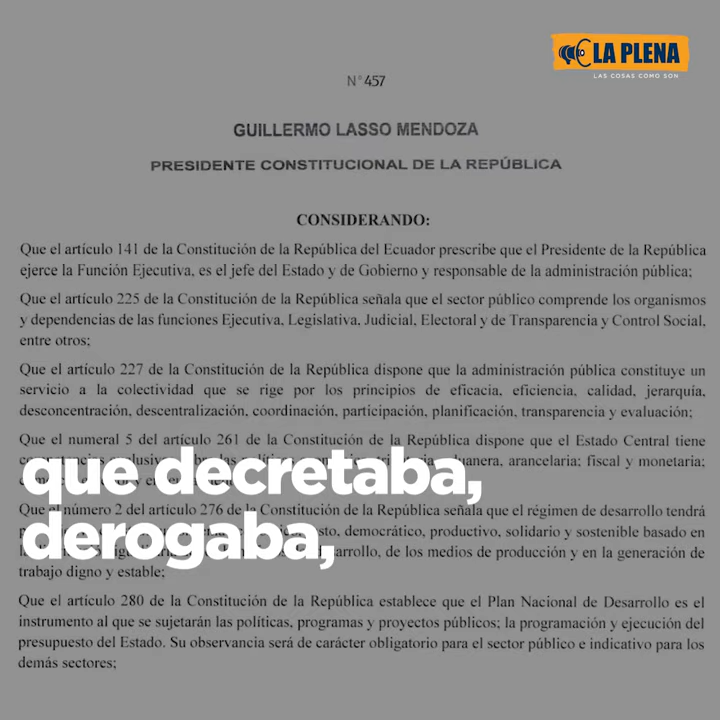 LA PLENA
LAS COSAS COMO SON
N° 457
GUILLERMO LASSO MENDOZA
PRESIDENTE CONSTITUCIONAL DE LA REPÚBLICA
CONSIDERANDO:
Que el artículo 141 de la Constitución de la República del Ecuador prescribe que el Presidente de la República
ejerce la Función Ejecutiva, es el jefe del Estado y de Gobierno y responsable de la administración pública;
Que el artículo 225 de la Constitución de la República señala que el sector público comprende los organismos
y dependencias de las funciones Ejecutiva, Legislativa, Judicial, Electoral y de Transparencia y Control Social,
entre otros;
Que el artículo 227 de la Constitución de la República dispone que la administración pública constituye un
servicio a la colectividad que se rige por los principios de eficacia, eficiencia, calidad, jerarquía,
desconcentración, descentralización, coordinación, participación, planificación, transparencia y evaluación;
Que el numeral 5 del artículo 261 de la Constitución de la República dispone que el Estado Central tiene
arancelaria; fiscal y monetaria;
que decretaba,
Que el número 2 del artículo 276 de la Constitución de la República señala que el régimen de desarrollo tendrá
democrático, productivo, solidario y sostenible basado en
derogaba,
de los medios de producción y en la generación de
trabajo digno y estable;
Que el artículo 280 de la Constitución de la República establece que el Plan Nacional de Desarrollo es el
instrumento al que se sujetarán las políticas, programas y proyectos públicos; la programación y ejecución del
presupuesto del Estado. Su observancia será de carácter obligatorio para el sector público e indicativo para los
demás sectores;